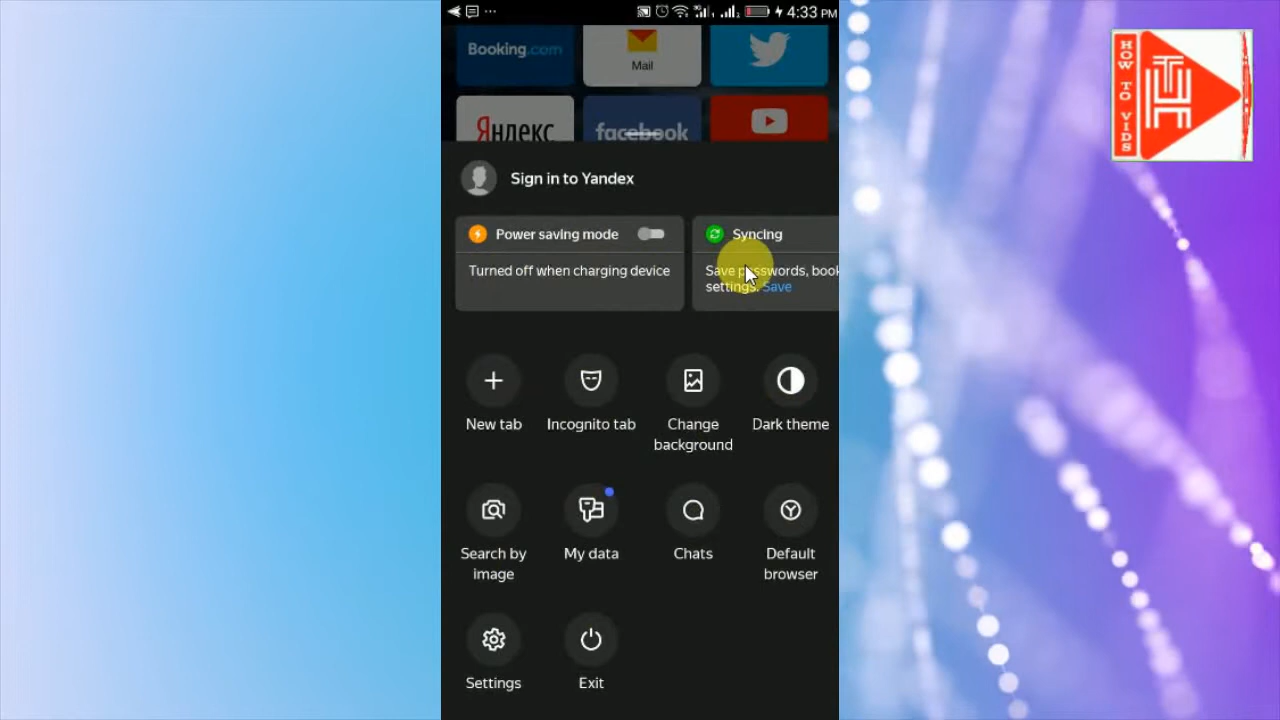 4:33 PM
Booking.com
Mail
Яндекс
facebook
HOW TO VIDS
Sign in to Yandex
Power saving mode
Turned off when charging device
Syncing
Save passwords, book
settings. Save
New tab
Incognito tab
Change
background
Dark theme
Search by
image
My data
Chats
Default
browser
Settings
Exit